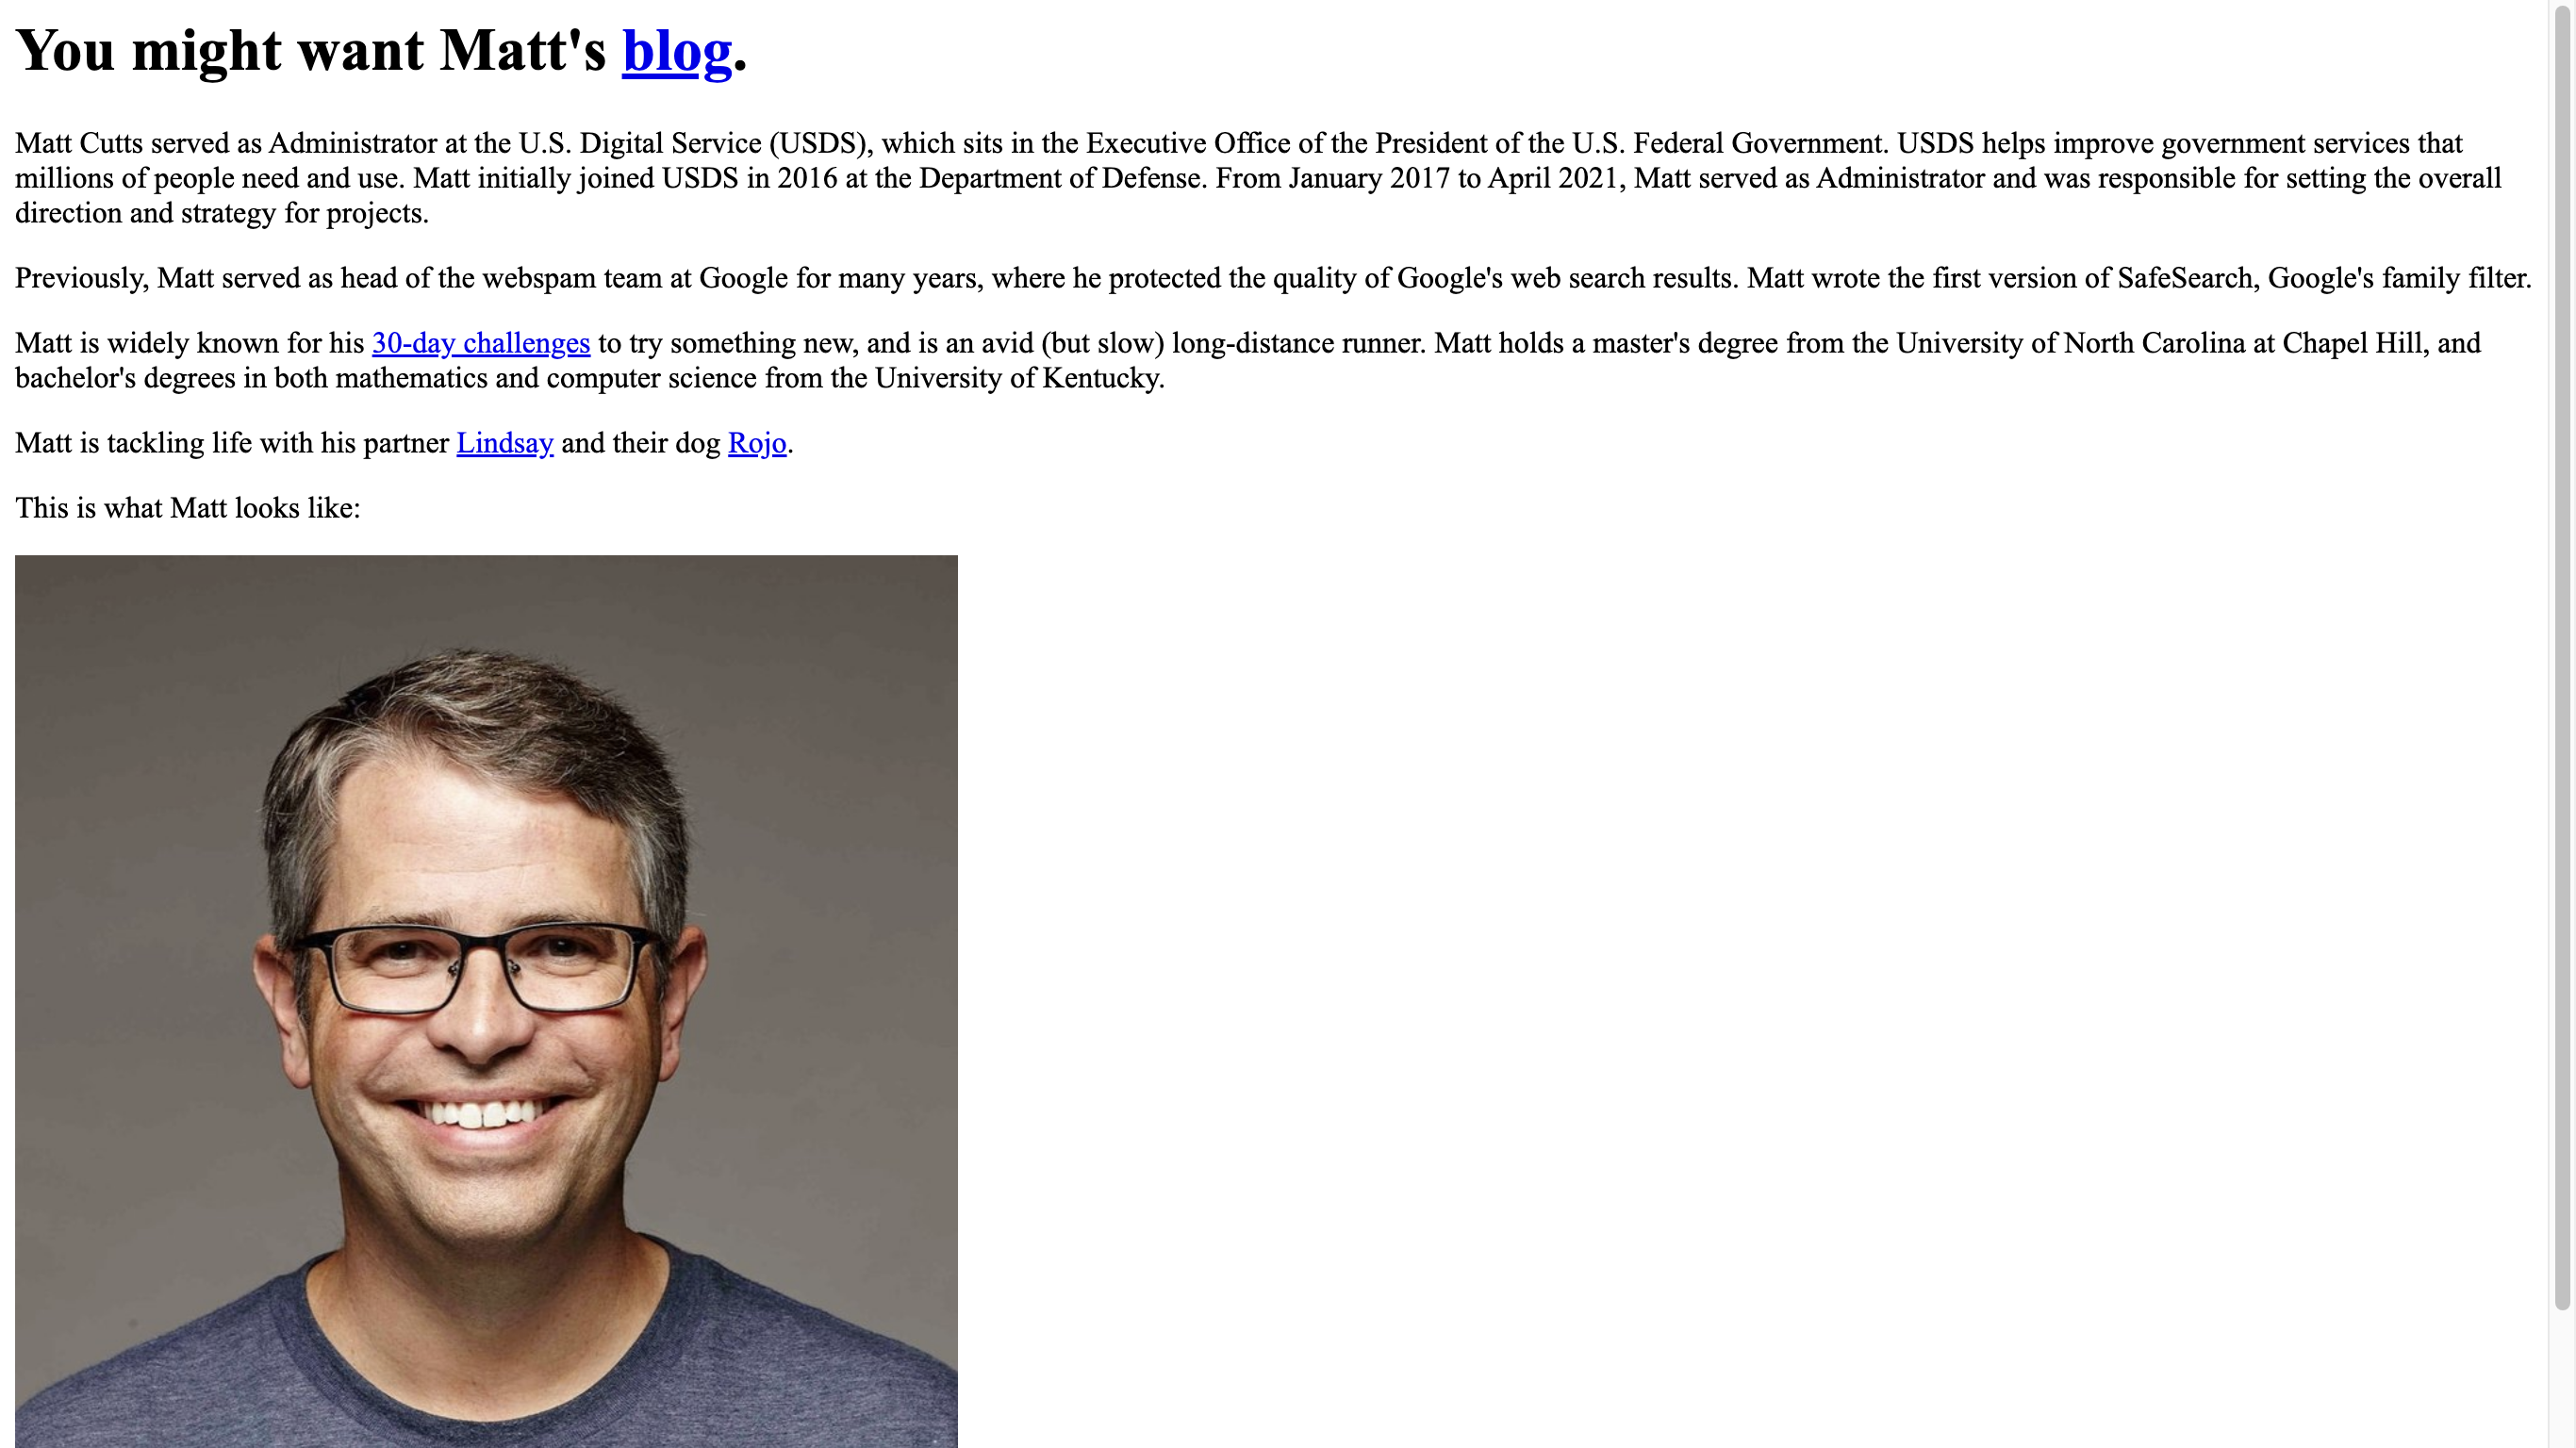 You might want Matt's blog.
Matt Cutts served as Administrator at the U.S. Digital Service (USDS), which sits in the Executive Office of the President of the U.S. Federal Government. USDS helps improve government services that
millions of people need and use. Matt initially joined USDS in 2016 at the Department of Defense. From January 2017 to April 2021, Matt served as Administrator and was responsible for setting the overall
direction and strategy for projects.
Previously, Matt served as head of the webspam team at Google for many years, where he protected the quality of Google's web search results. Matt wrote the first version of SafeSearch, Google's family filter.
Matt is widely known for his 30-day challenges to try something new, and is an avid (but slow) long-distance runner. Matt holds a master's degree from the University of North Carolina at Chapel Hill, and
bachelor's degrees in both mathematics and computer science from the University of Kentucky.
Matt is tackling life with his partner Lindsay and their dog Rojo.
This is what Matt looks like: